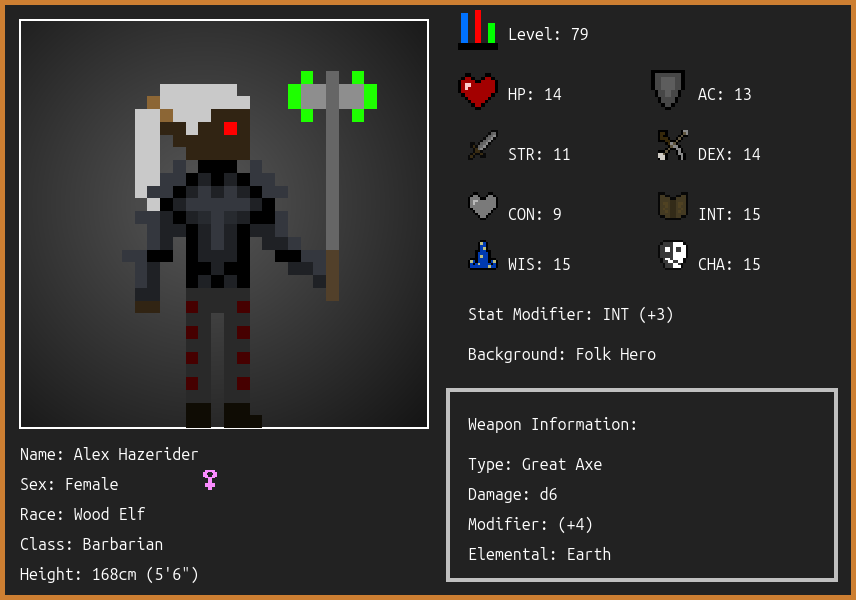 Level: 79
HP: 14
AC: 13
STR: 11
DEX: 14
CON: 9
INT: 15
WIS: 15
CHA: 15
Stat Modifier: INT (+3)
Background: Folk Hero
Weapon Information:
Type: Great Axe
Damage: d6
Modifier: (+4)
Elemental: Earth
Name: Alex Hazerider
Sex: Female
Race: Wood Elf
Class: Barbarian
Height: 168cm (5'6")